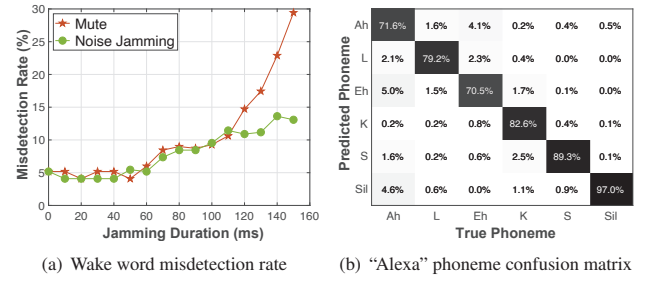 30
25
20
15
10
5
0
Misdetection Rate (%)
Mute
Noise Jamming
0 20 40 60 80 100 120 140 160
Jamming Duration (ms)
(a) Wake word misdetection rate
Predicted Phoneme
Ah 71.6% 1.6% 4.1% 0.2% 0.4% 0.5%
L 2.1% 79.2% 2.3% 0.4% 0.0% 0.0%
Eh 5.0% 1.5% 70.5% 1.7% 0.1% 0.0%
K 0.2% 0.2% 0.8% 82.6% 0.4% 0.1%
S 1.6% 0.2% 0.6% 2.5% 89.3% 0.1%
Sil 4.6% 0.6% 0.0% 1.1% 0.9% 97.0%
Ah L Eh K S Sil
True Phoneme
(b) “Alexa” phoneme confusion matrix